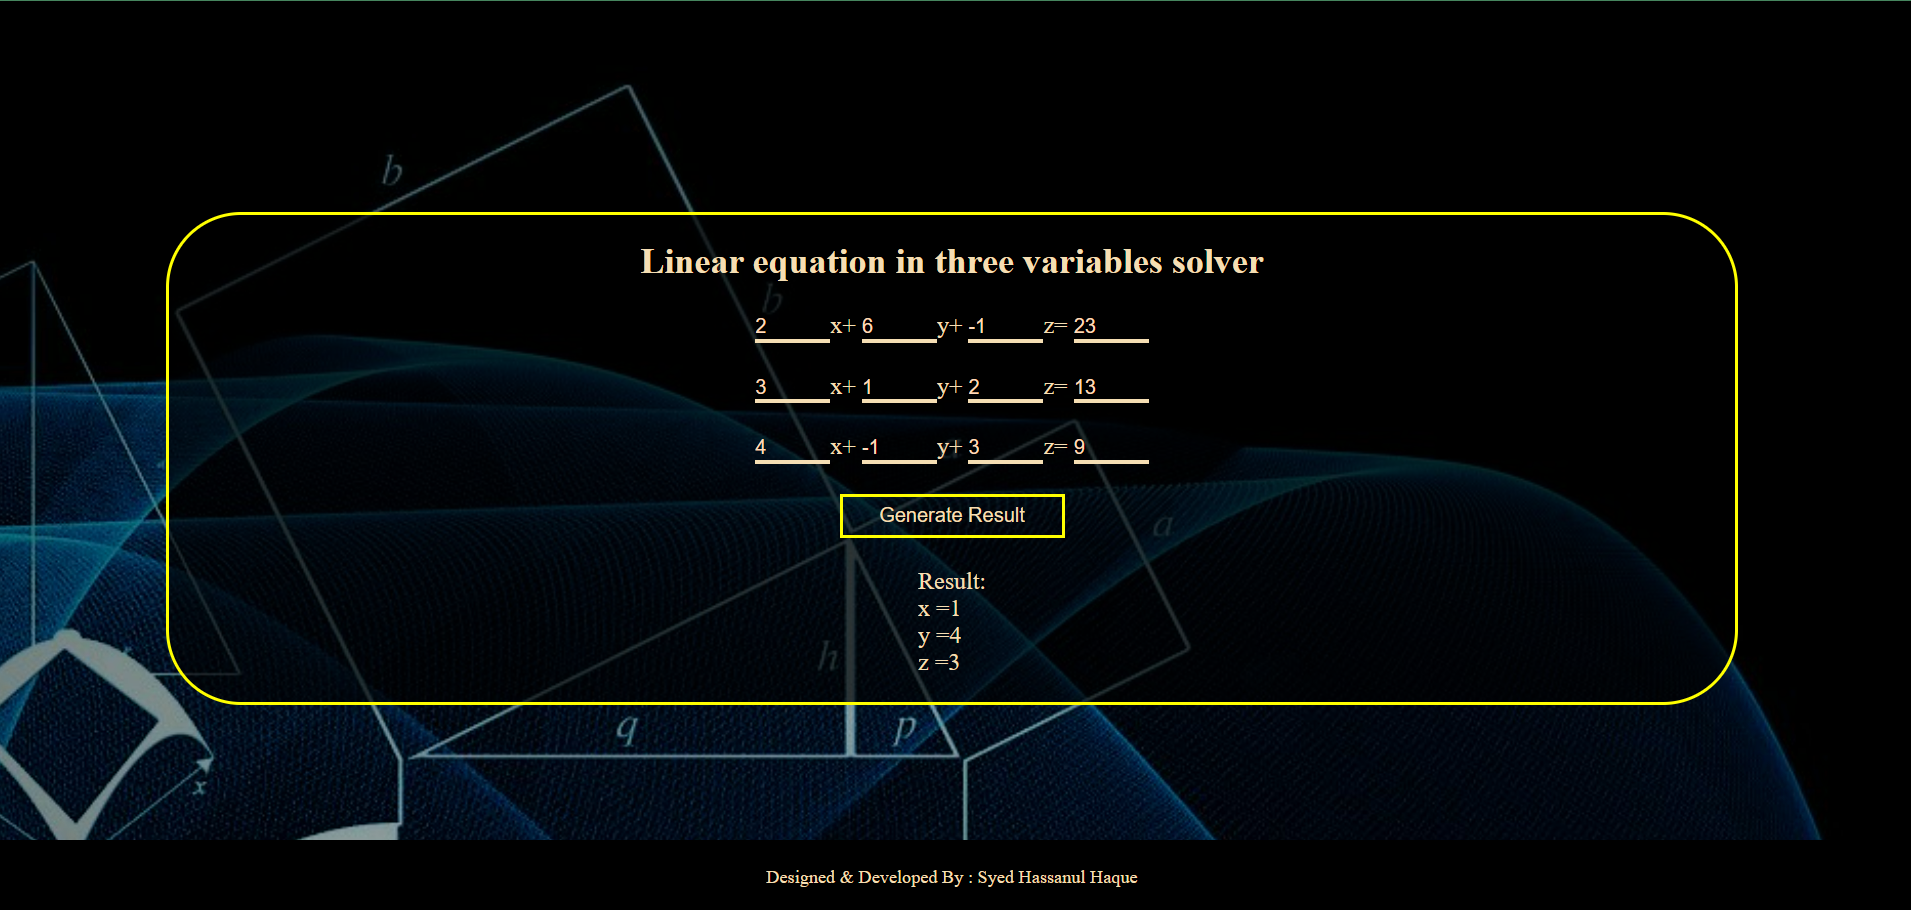 b
Linear equation in three variables solver
b
2 x+ 6 y+ -1 z= 23
3 x+ 1 y+ 2 z= 13
4 x+ -1 y+ 3 z= 9
Generate Result
a
Result:
x =1
y =4
h
z =3
q p
x
Designed & Developed By : Syed Hassanul Haque